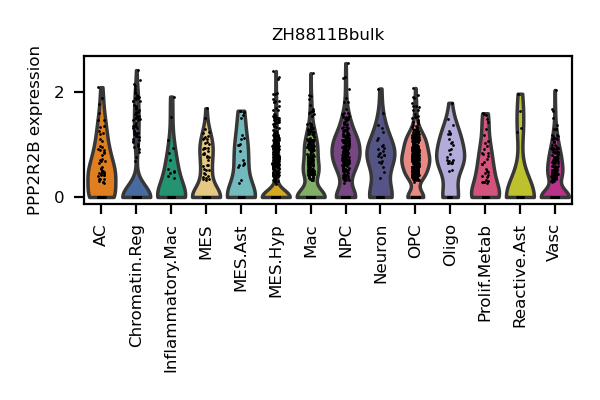 ZH8811Bbulk
PPP2R2B expression
2
0
AC
Chromatin.Reg
Inflammatory.Mac
MES
MES.Ast
MES.Hyp
Mac
NPC
Neuron
OPC
Oligo
Prolif.Metab
Reactive.Ast
Vasc